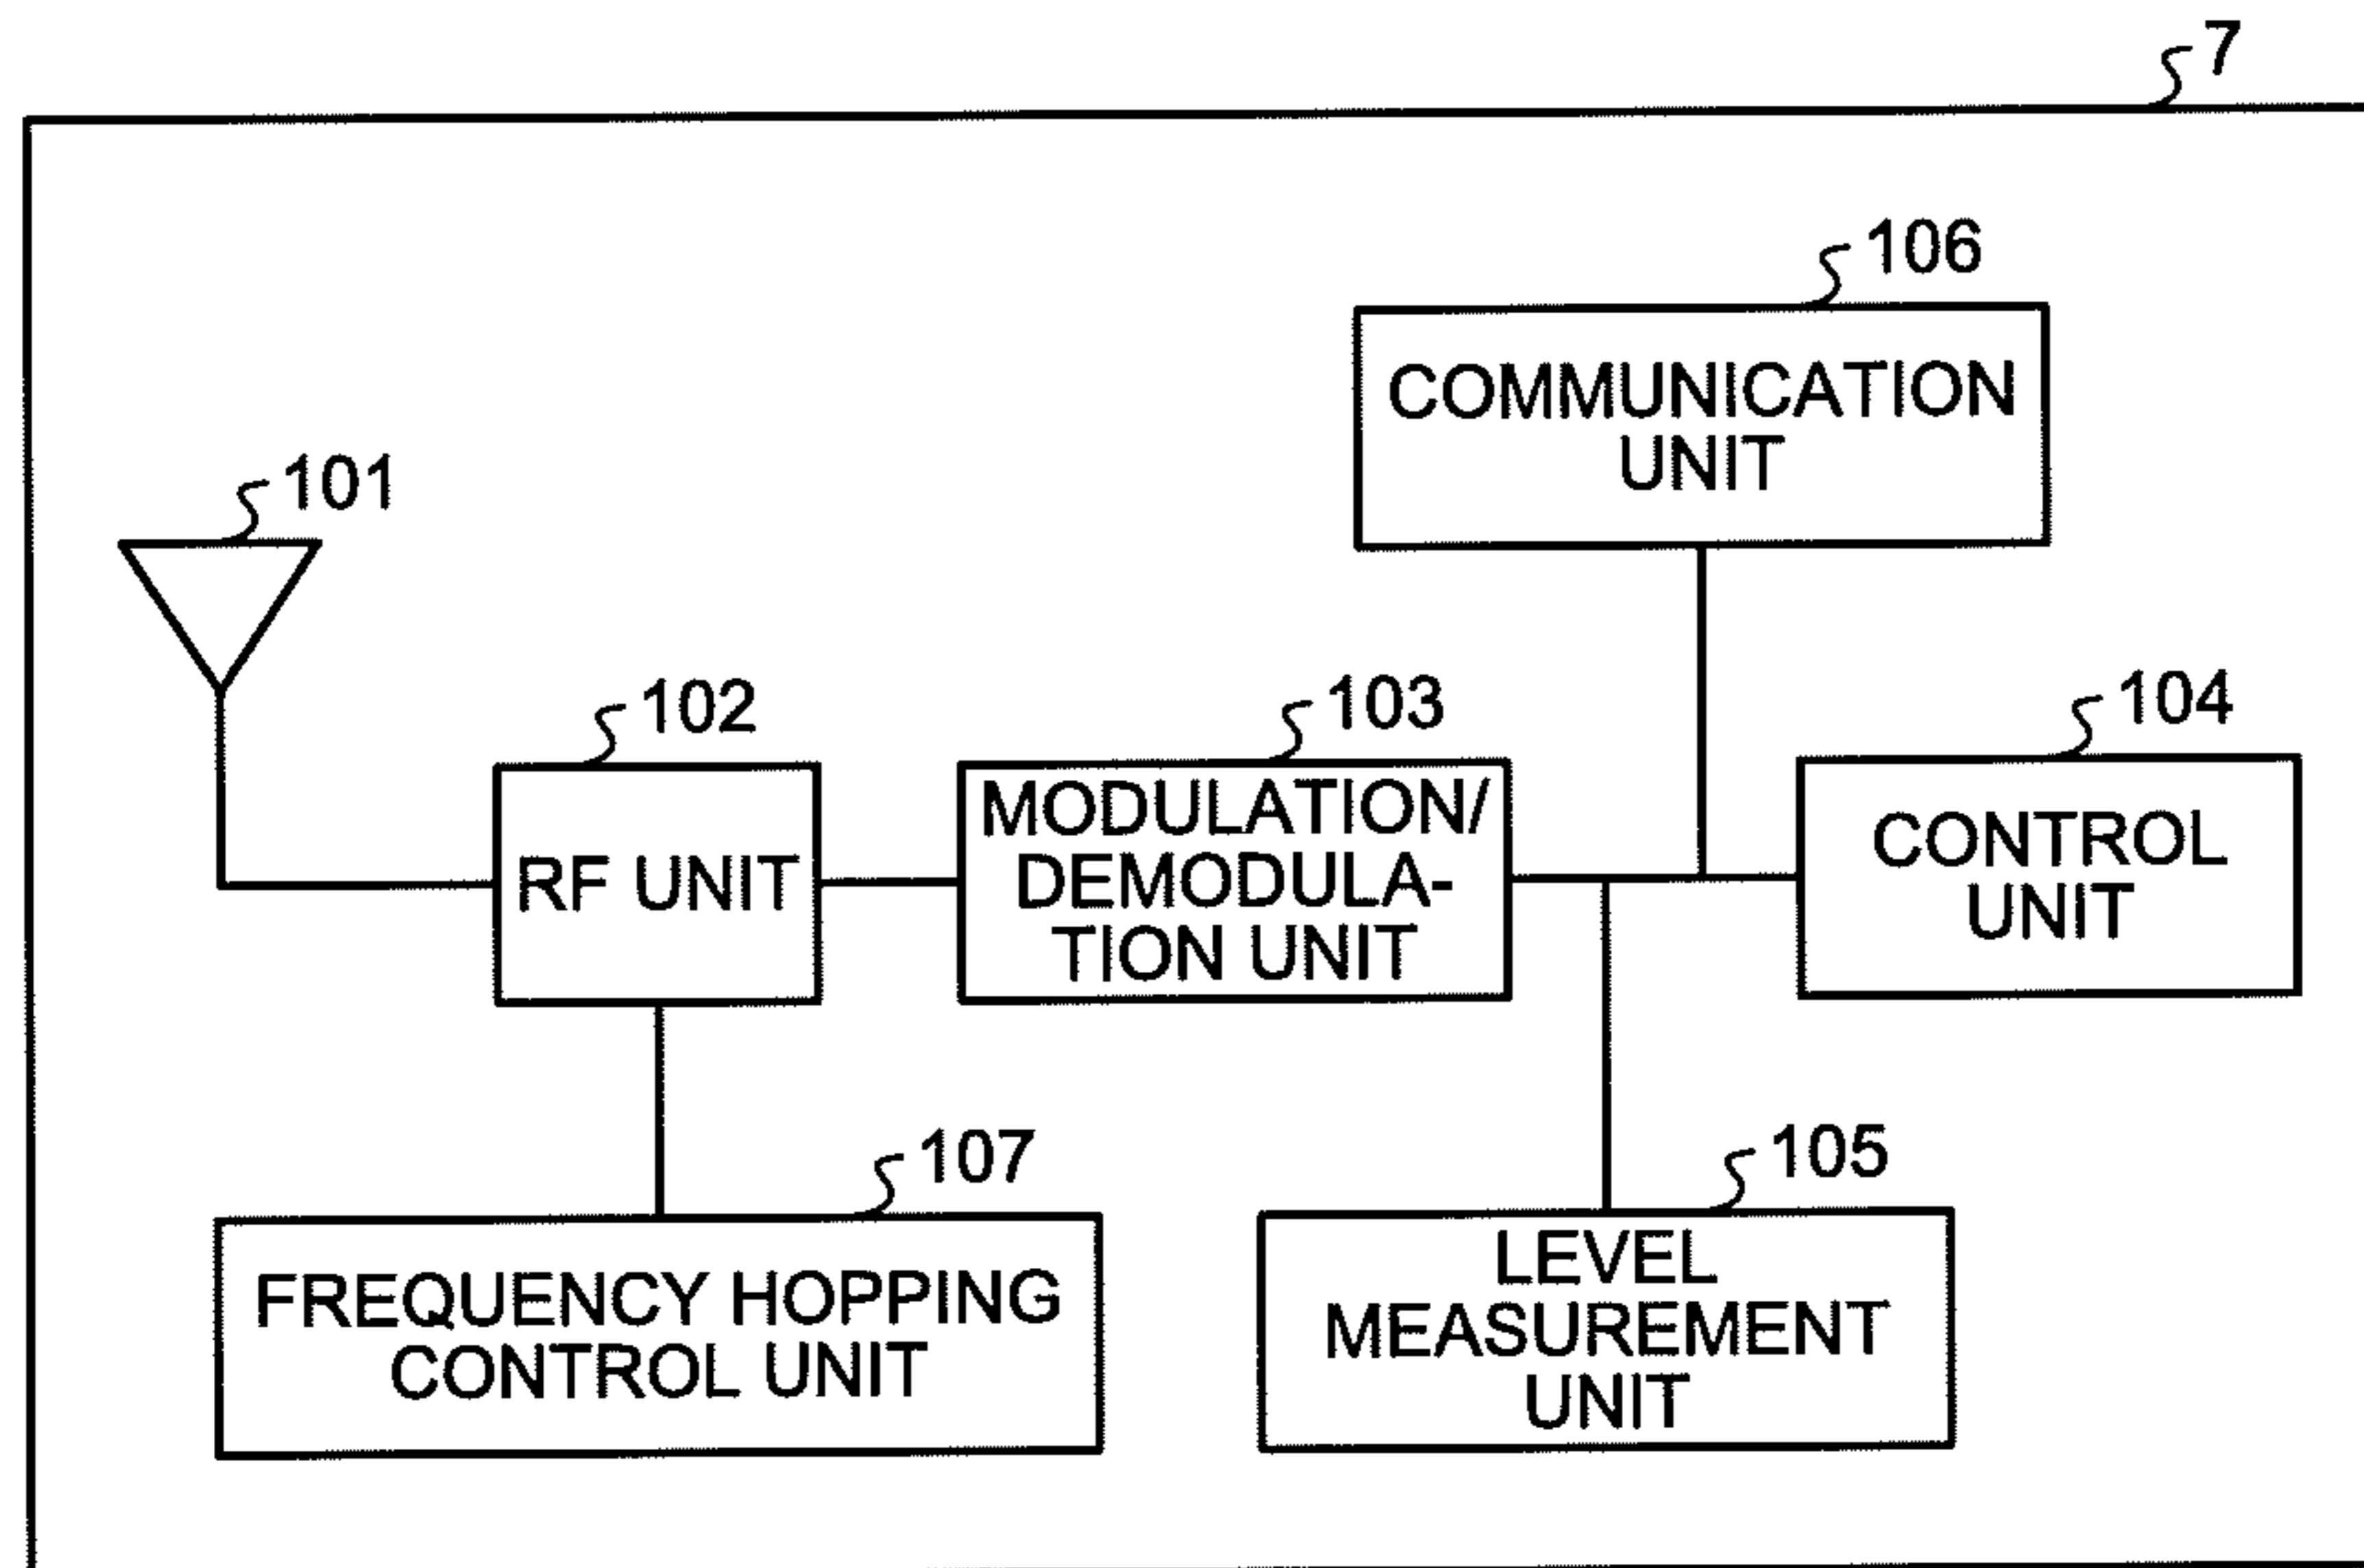 7
106
COMMUNICATION
UNIT
101
102
103
104
RF UNIT
MODULATION/
DEMODULA-
TION UNIT
CONTROL
UNIT
107
105
FREQUENCY HOPPING
CONTROL UNIT
LEVEL
MEASUREMENT
UNIT